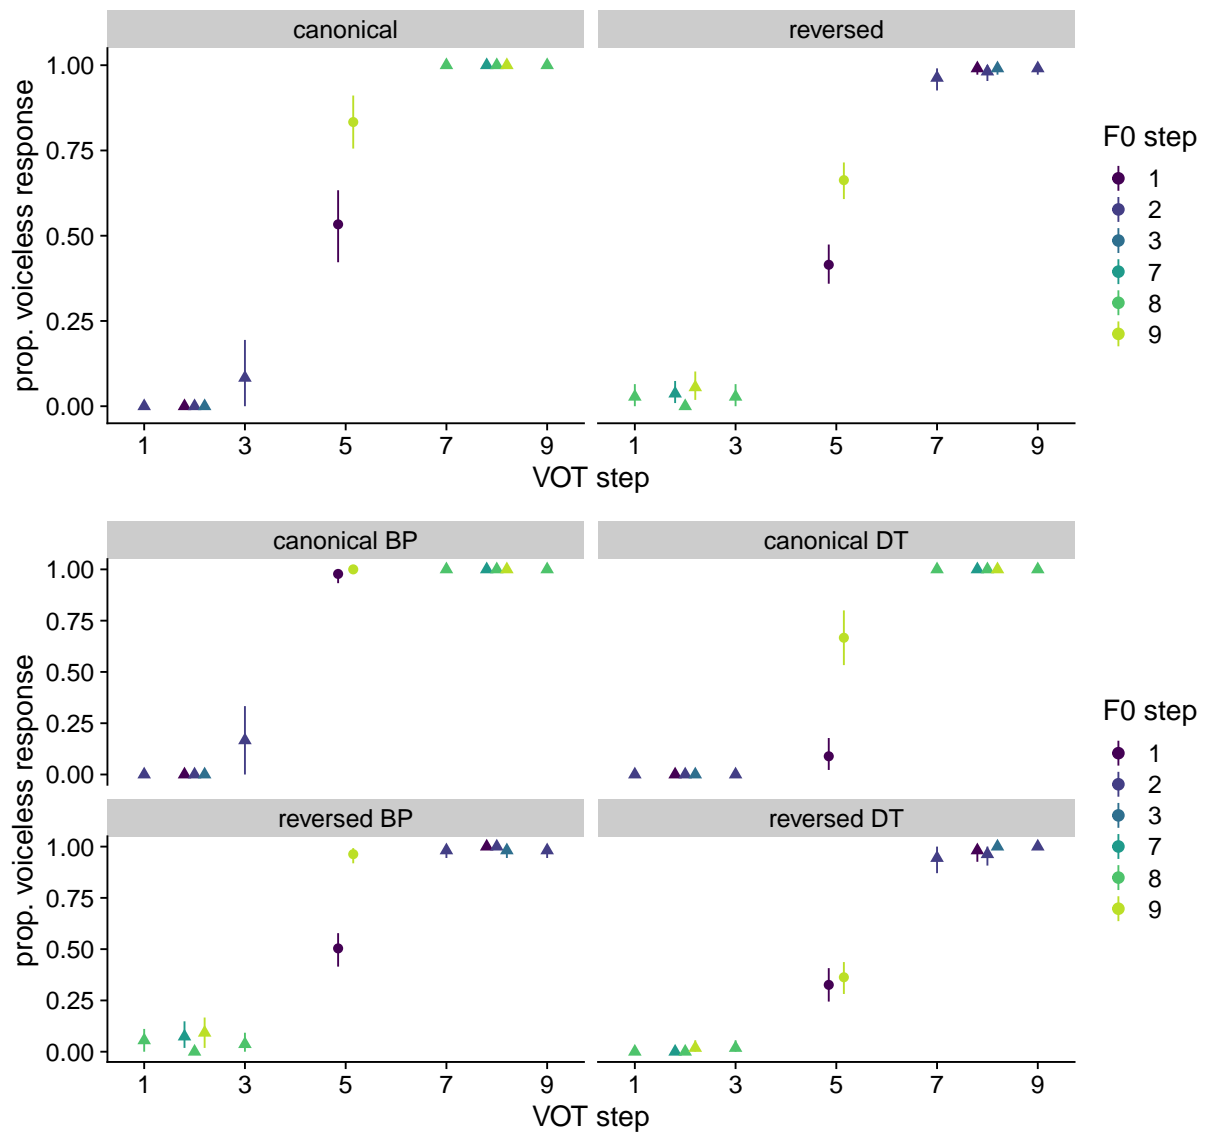 canonical reversed
1.00
0.75
0.50
0.25
0.00
prop. voiceless response
1 3 5 7 9 1 3 5 7 9
VOT step
F0 step
1
2
3
7
8
9
canonical BP canonical DT
1.00
0.75
0.50
0.25
0.00
reversed BP reversed DT
1.00
0.75
0.50
0.25
0.00
prop. voiceless response
1 3 5 7 9 1 3 5 7 9
VOT step
F0 step
1
2
3
7
8
9